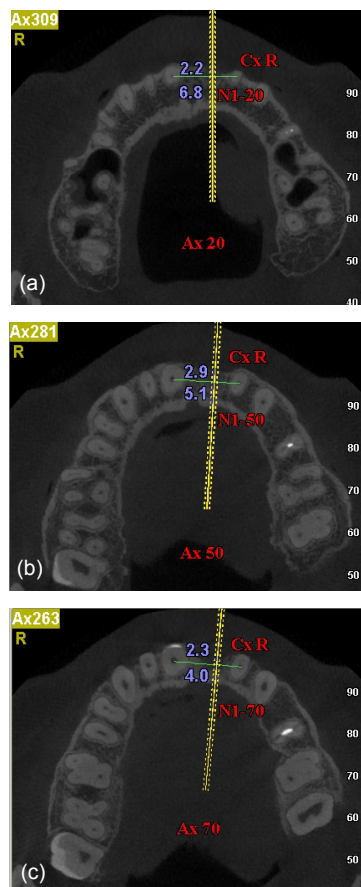 Ax309
R
2.2
Cx R
6.8
N1-20
90
80
70
60
50
40
Ax 20
(a)
Ax281
R
2.9
Cx R
5.1
N1-50
90
80
70
60
50
Ax 50
(b)
Ax263
R
2.3
Cx R
4.0
N1-70
90
80
70
60
50
Ax 70
(c)